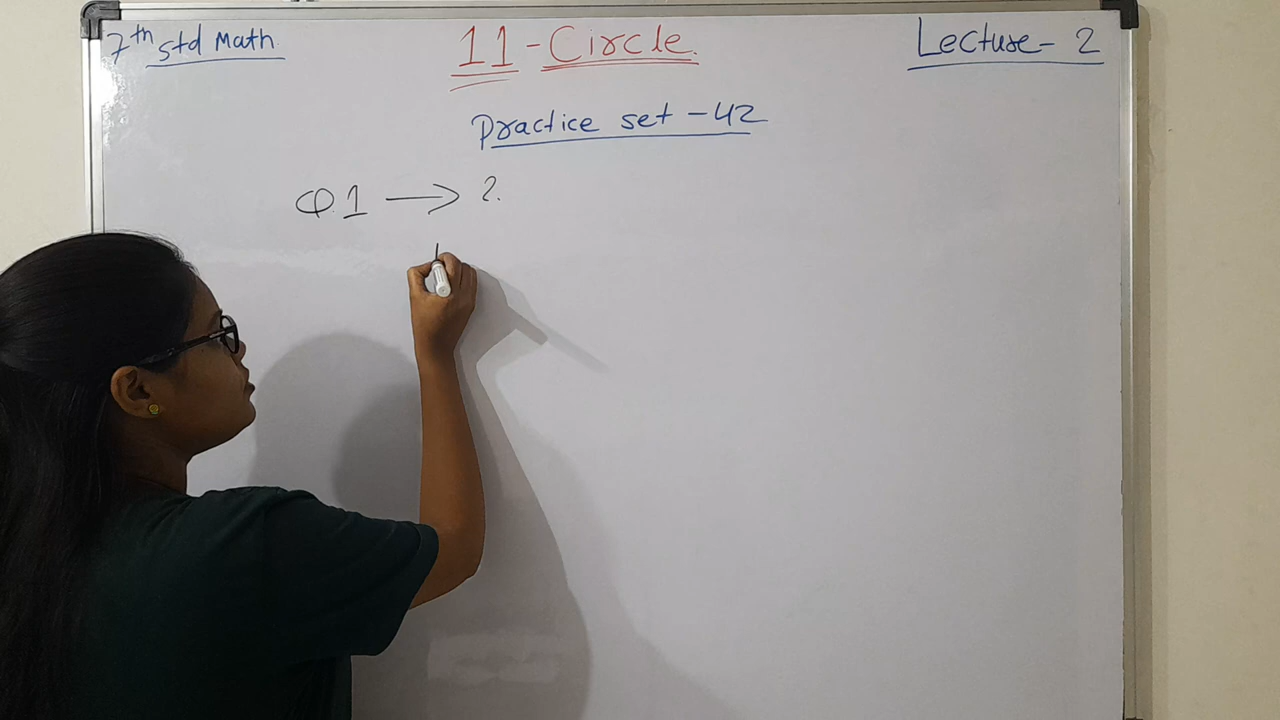 7th std Math
11 - Circle.
Lecture - 2
Practice set - 42
Q.1 → 2.